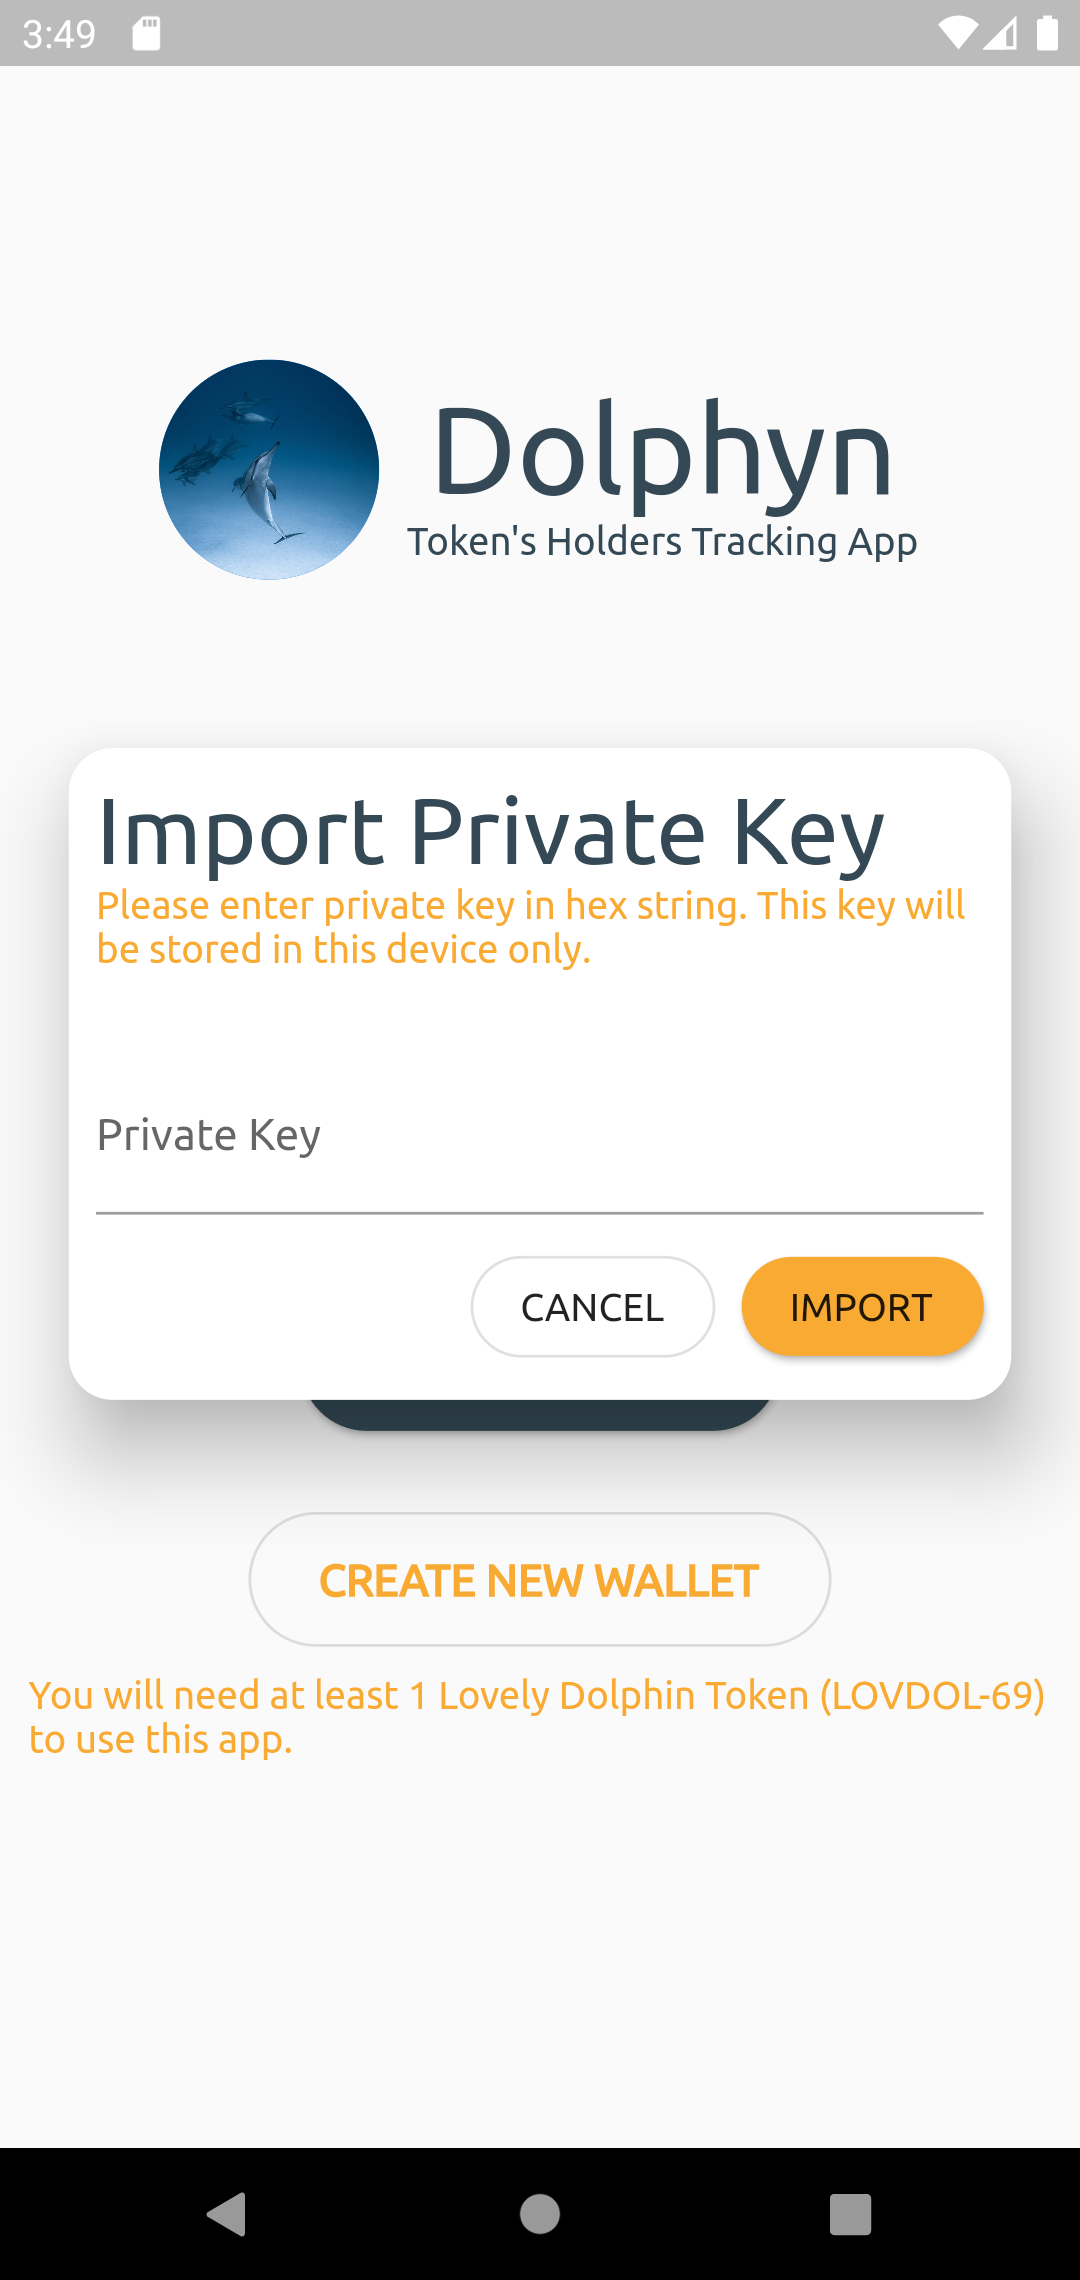 3:49
Dolphyn
Token's Holders Tracking App
Import Private Key
Please enter private key in hex string. This key will
be stored in this device only.
Private Key
CANCEL
IMPORT
CREATE NEW WALLET
You will need at least 1 Lovely Dolphin Token (LOVDOL-69)
to use this app.